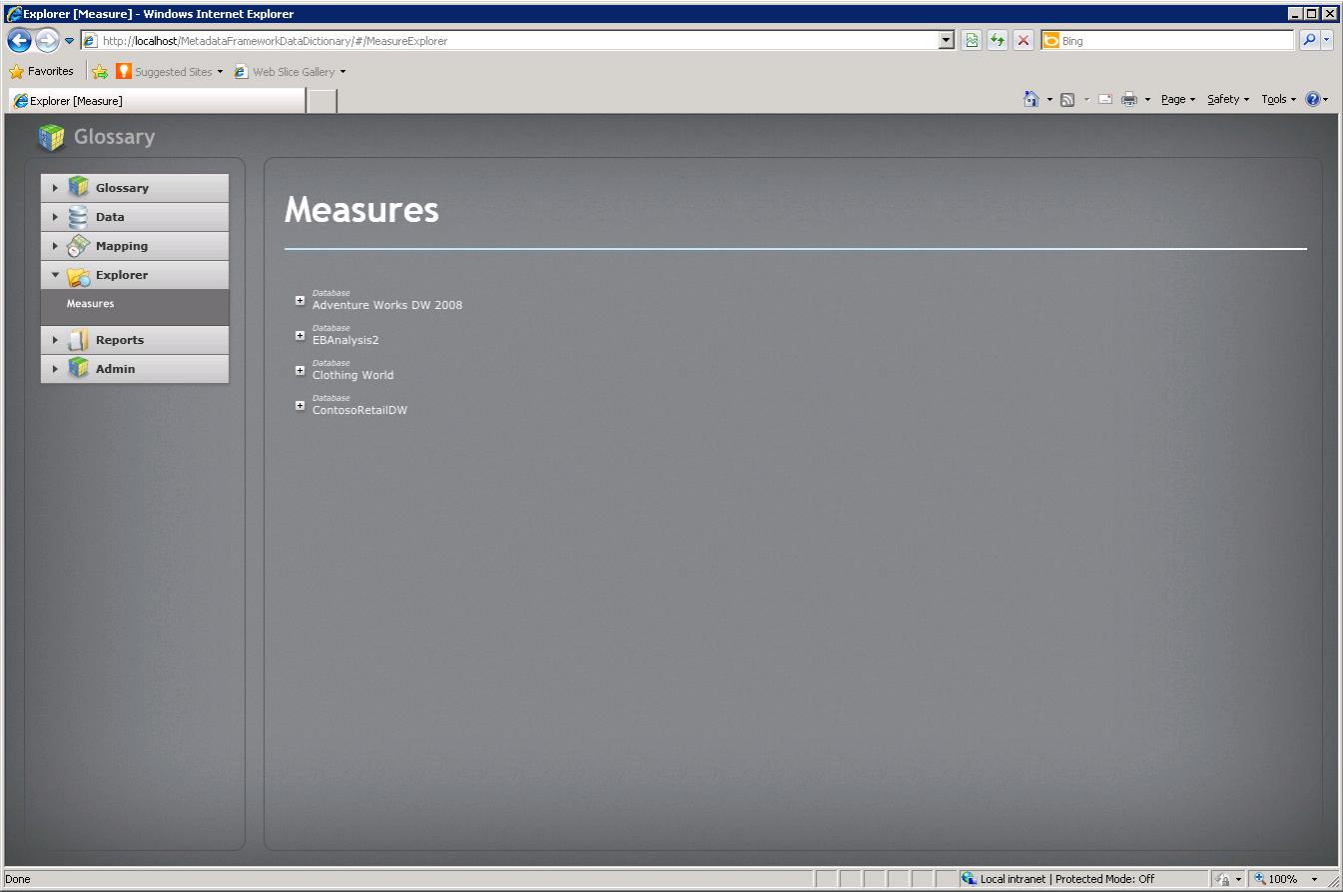 Explorer [Measure] - Windows Internet Explorer
http://localhost/MetadataFrameworkDataDictionary/#/MeasureExplorer
Bing
Favorites Suggested Sites Web Slice Gallery
Explorer [Measure]
Page Safety Tools
Glossary
Glossary
Data
Mapping
Explorer
Measures
Reports
Admin
Measures
Database
Adventure Works DW 2008
Database
EBAnalysis2
Database
Clothing World
Database
ContosoRetailDW
Done
Local intranet | Protected Mode: Off
100%